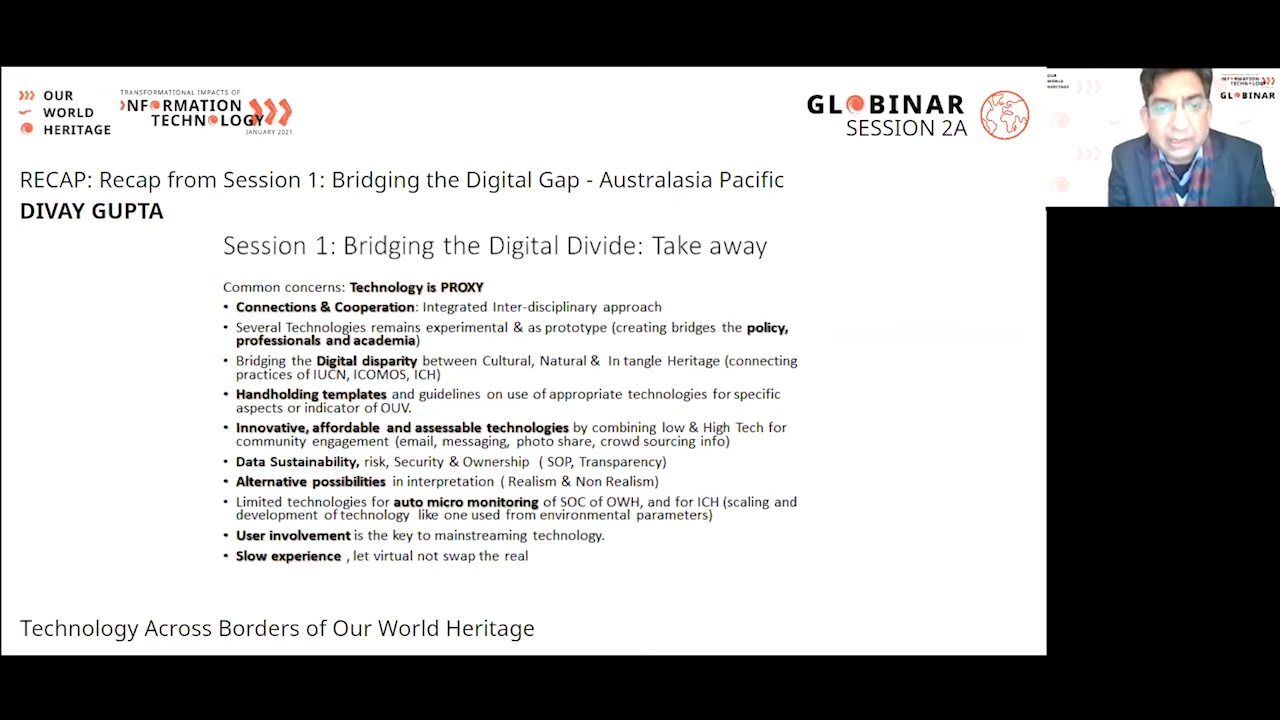 OUR
WORLD
HERITAGE
TRANSFORMATIONAL IMPACTS OF
INFORMATION
TECHNOLOGY
JANUARY 2021
GLOBINAR
SESSION 2A
RECAP: Recap from Session 1: Bridging the Digital Gap - Australasia Pacific
DIVAY GUPTA
Session 1: Bridging the Digital Divide: Take away
Common concerns: Technology is PROXY
• Connections & Cooperation: Integrated Inter-disciplinary approach
• Several Technologies remains experimental & as prototype (creating bridges the policy,
professionals and academia)
• Bridging the Digital disparity between Cultural, Natural & In tangle Heritage (connecting
practices of IUCN, ICOMOS, ICH)
• Handholding templates and guidelines on use of appropriate technologies for specific
aspects or indicator of OUV.
• Innovative, affordable and assessable technologies by combining low & High Tech for
community engagement (email, messaging, photo share, crowd sourcing info)
• Data Sustainability, risk, Security & Ownership ( SOP, Transparency)
• Alternative possibilities in interpretation ( Realism & Non Realism)
• Limited technologies for auto micro monitoring of SOC of OWH, and for ICH (scaling and
development of technology like one used from environmental parameters)
• User involvement is the key to mainstreaming technology.
• Slow experience , let virtual not swap the real
Technology Across Borders of Our World Heritage
OUR
WORLD
HERITAGE
INFORMATION
TECHNOLOGY
GLOBINAR